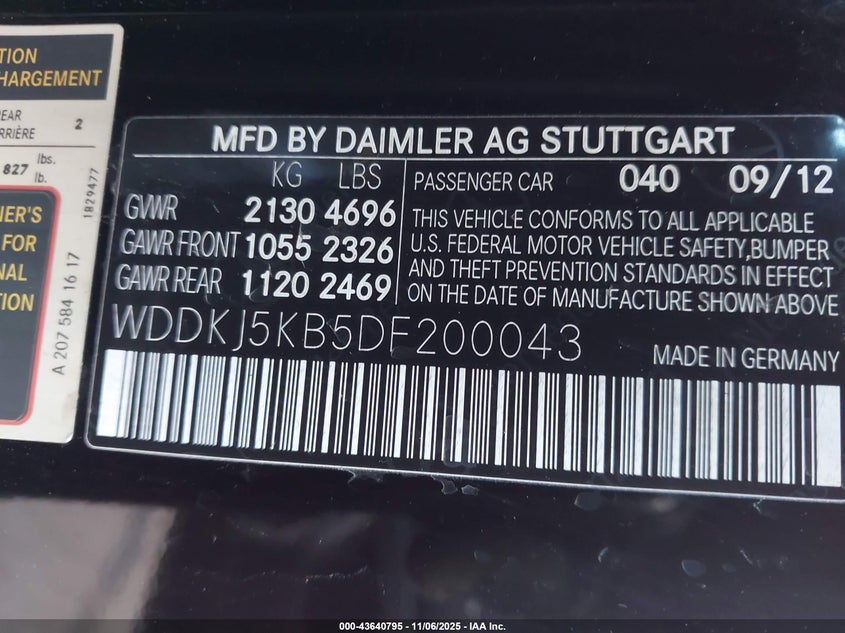 TION
HARGEMENT
EAR 2
RRIÈRE
827 lbs.
lb.
NER'S
FOR
NAL
TION
1829477
A 207 584 16 17
MFD BY DAIMLER AG STUTTGART
KG LBS
GVWR 2130 4696
GAWR FRONT 1055 2326
GAWR REAR 1120 2469
PASSENGER CAR 040 09/12
THIS VEHICLE CONFORMS TO ALL APPLICABLE
U.S. FEDERAL MOTOR VEHICLE SAFETY,BUMPER
AND THEFT PREVENTION STANDARDS IN EFFECT
ON THE DATE OF MANUFACTURE SHOWN ABOVE
WDDKJ5KB5DF200043
MADE IN GERMANY
000-43640795 - 11/06/2025 - IAA Inc.